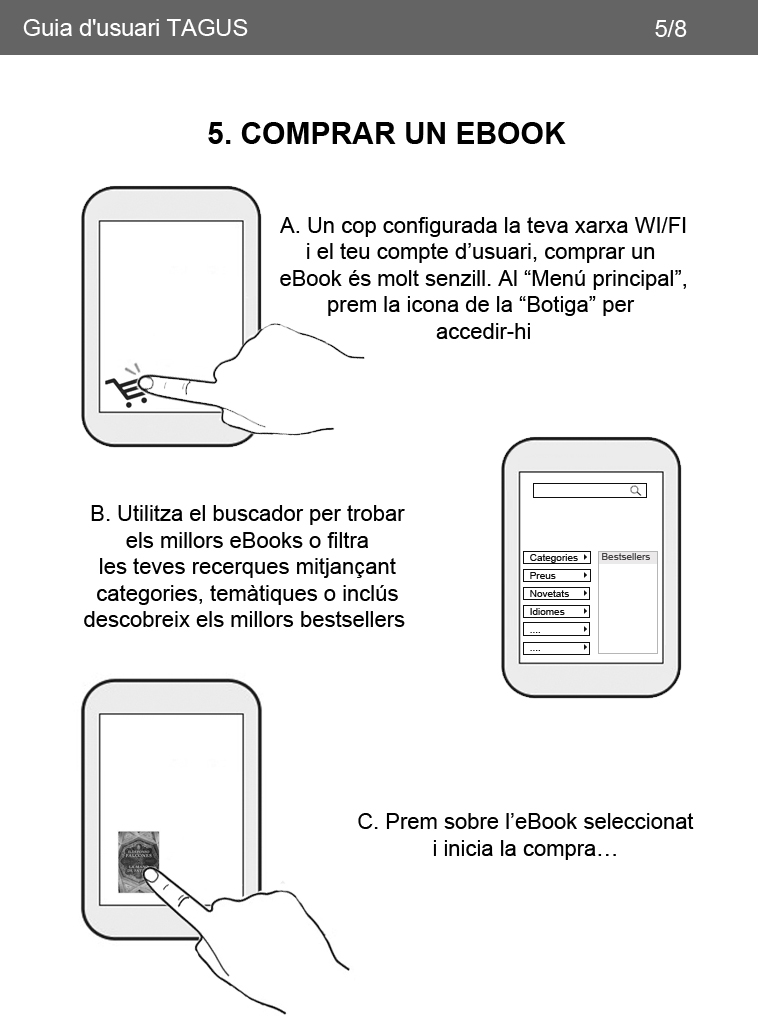 Guia d'usuari TAGUS
5/8
5. COMPRAR UN EBOOK
A. Un cop configurada la teva xarxa WI/FI
i el teu compte d’usuari, comprar un
eBook és molt senzill. Al “Menú principal”,
prem la icona de la “Botiga” per
accedir-hi
B. Utilitza el buscador per trobar
els millors eBooks o filtra
les teves recerques mitjançant
categories, temàtiques o inclús
descobreix els millors bestsellers
Categories
Preus
Novetats
Idiomes
....
....
Bestsellers
FALCONES
C. Prem sobre l’eBook seleccionat
i inicia la compra…